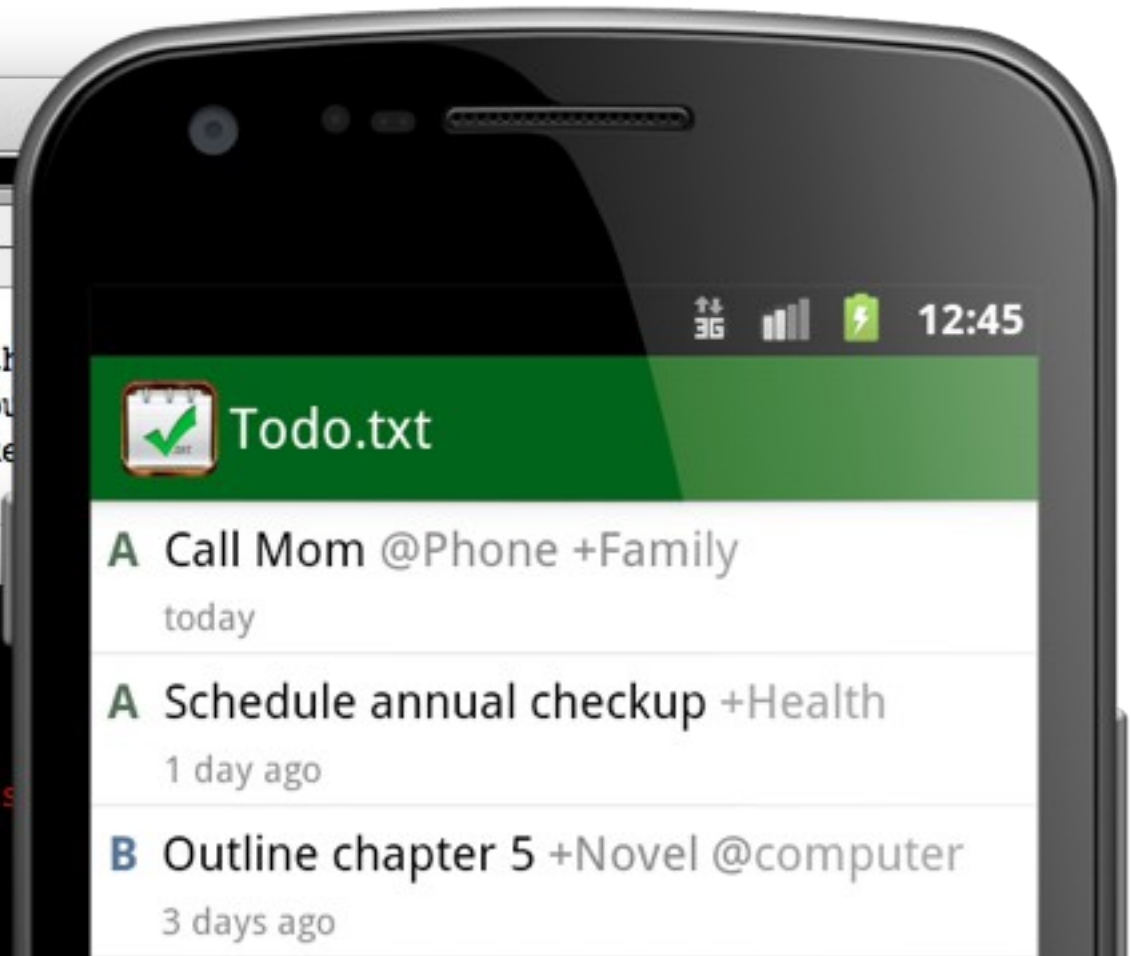 3G 12:45
Todo.txt
A Call Mom @Phone +Family
today
A Schedule annual checkup +Health
1 day ago
B Outline chapter 5 +Novel @computer
3 days ago